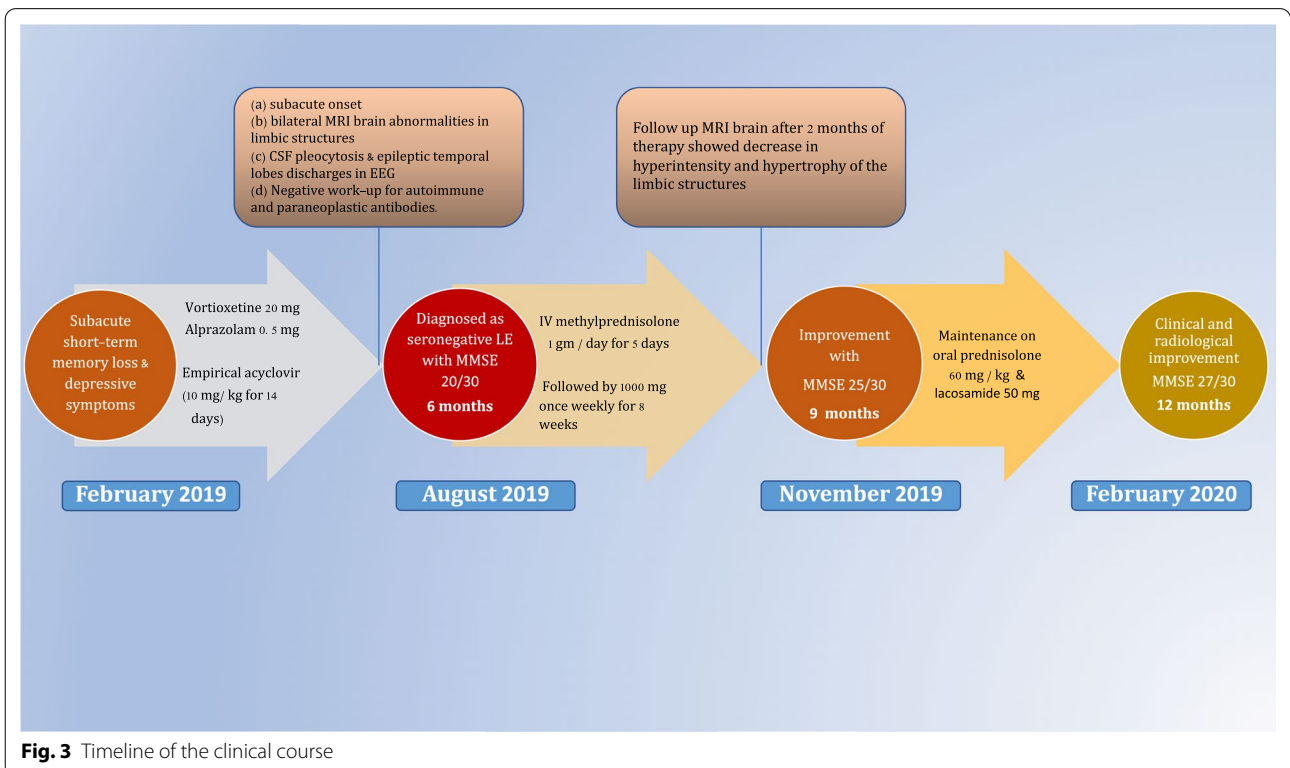 (a) subacute onset
(b) bilateral MRI brain abnormalities in
limbic structures
(c) CSF pleocytosis & epileptic temporal
lobes discharges in EEG
(d) Negative work–up for autoimmune
and paraneoplastic antibodies.
Follow up MRI brain after 2 months of
therapy showed decrease in
hyperintensity and hypertrophy of the
limbic structures
Subacute
short–term
memory loss &
depressive
symptoms
Vortioxetine 20 mg
Alprazolam 0. 5 mg
Empirical acyclovir
(10 mg/ kg for 14
days)
Diagnosed as
seronegative LE
with MMSE
20/30
6 months
IV methylprednisolone
1 gm / day for 5 days
Followed by 1000 mg
once weekly for 8
weeks
Improvement
with
MMSE 25/30
9 months
Maintenance on
oral prednisolone
60 mg / kg &
lacosamide 50 mg
Clinical and
radiological
improvement
MMSE 27/30
12 months
February 2019
August 2019
November 2019
February 2020
Fig. 3 Timeline of the clinical course